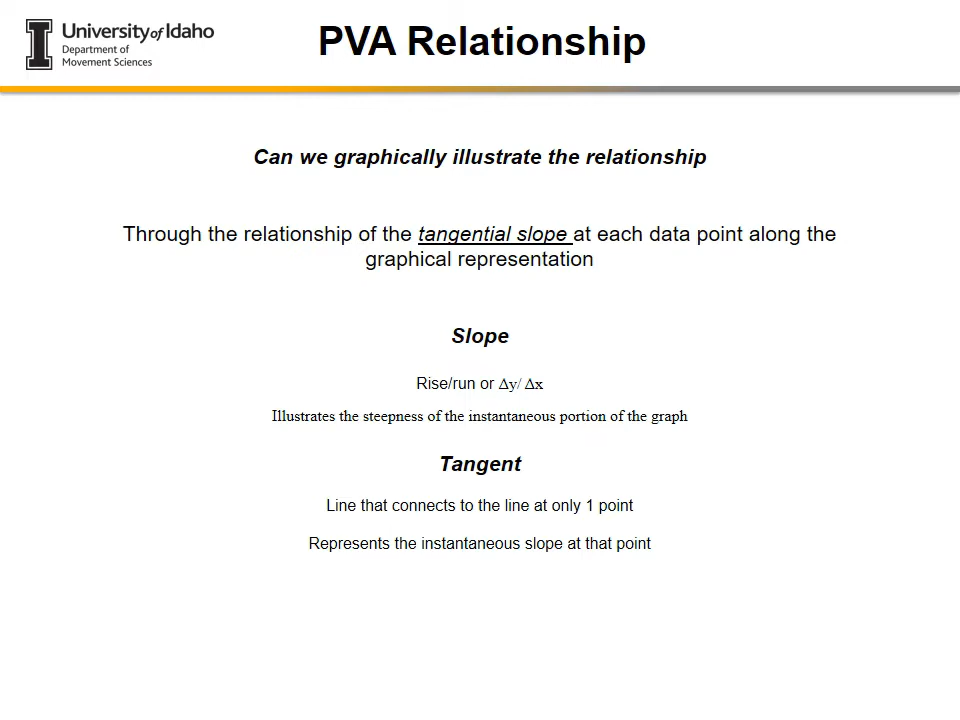 University of Idaho
Department of
Movement Sciences
PVA Relationship
Can we graphically illustrate the relationship
Through the relationship of the tangential slope at each data point along the
graphical representation
Slope
Rise/run or Δy/ Δx
Illustrates the steepness of the instantaneous portion of the graph
Tangent
Line that connects to the line at only 1 point
Represents the instantaneous slope at that point